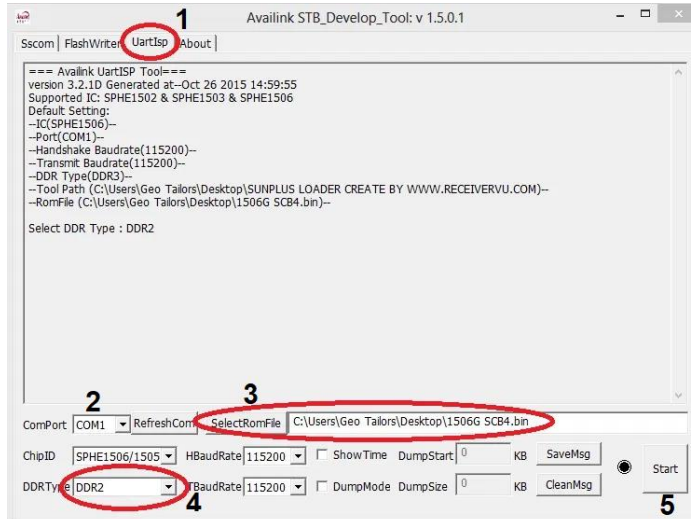 1
Availink STB_Develop_Tool: v 1.5.0.1
Sscom FlashWriter UartIsp About
=== Availink UartISP Tool===
version 3.2.1D Generated at--Oct 26 2015 14:59:55
Supported IC: SPHE1502 & SPHE1503 & SPHE1506
Default Setting:
--IC(SPHE1506)--
--Port(COM1)--
--Handshake Baudrate(115200)--
--Transmit Baudrate(115200)--
--DDR Type(DDR3)--
--Tool Path (C:\Users\Geo Tailors\Desktop\SUNPLUS LOADER CREATE BY WWW.RECEIVERVU.COM)--
--RomFile (C:\Users\Geo Tailors\Desktop\1506G SCB4.bin)--
Select DDR Type : DDR2
2 3
ComPort COM1 RefreshCom SelectRomFile C:\Users\Geo Tailors\Desktop\1506G SCB4.bin
ChipID SPHE1506/1505 HBaudRate 115200 ShowTime DumpStart 0 KB SaveMsg
Start
DDRType DDR2 TBaudRate 115200 DumpMode DumpSize 0 KB CleanMsg
4 5